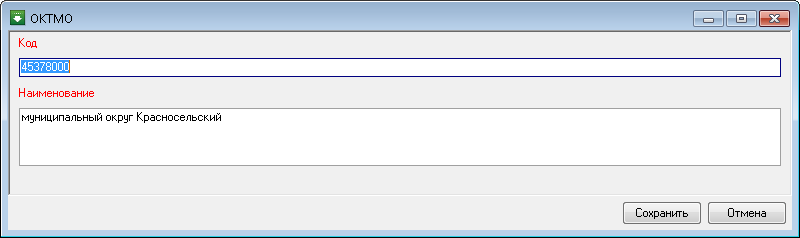 ОКТМО
Код
45378000
Наименование
муниципальный округ Красносельский
Сохранить
Отмена